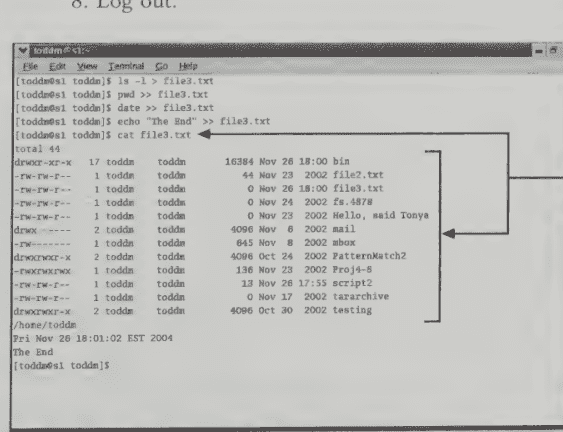 8. Log out.
toddm@s1:~
File Edit View Terminal Go Help
[toddm@s1 toddm]$ ls -l > file3.txt
[toddm@s1 toddm]$ pwd >> file3.txt
[toddm@s1 toddm]$ date >> file3.txt
[toddm@s1 toddm]$ echo "The End" >> file3.txt
[toddm@s1 toddm]$ cat file3.txt
total 44
drwxr-xr-x 17 toddm toddm 16384 Nov 26 18:00 bin
-rw-rw-r-- 1 toddm toddm 44 Nov 23 2002 file2.txt
-rw-rw-r-- 1 toddm toddm 0 Nov 26 18:00 file3.txt
-rw-rw-r-- 1 toddm toddm 0 Nov 24 2002 fs.4878
-rw-rw-r-- 1 toddm toddm 0 Nov 23 2002 Hello, said Tonya
drwx------ 2 toddm toddm 4096 Nov 6 2002 mail
-rw------- 1 toddm toddm 645 Nov 8 2002 mbox
drwxrwxr-x 2 toddm toddm 4096 Oct 24 2002 PatternMatch2
-rwxrwxrwx 1 toddm toddm 136 Nov 23 2002 Proj4-8
-rw-rw-r-- 1 toddm toddm 13 Nov 26 17:55 script2
-rw-rw-r-- 1 toddm toddm 0 Nov 17 2002 tararchive
drwxrwxr-x 2 toddm toddm 4096 Oct 30 2002 testing
/home/toddm
Fri Nov 26 18:01:02 EST 2004
The End
[toddm@s1 toddm]$